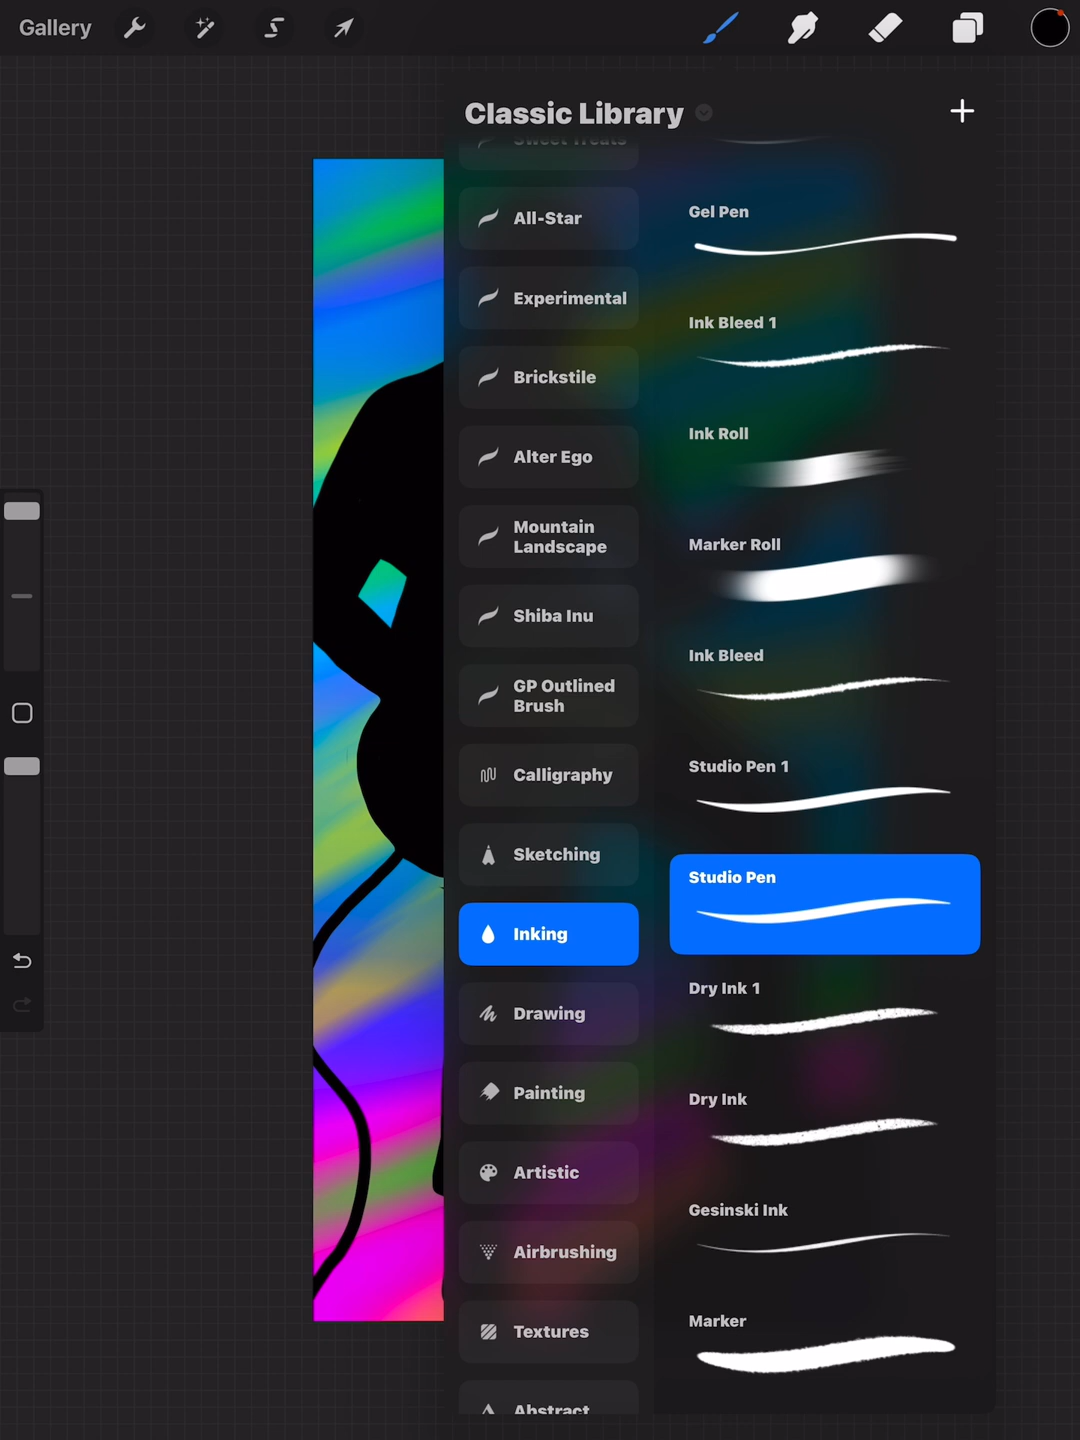 Gallery
Classic Library
Sweet Treats
All-Star
Experimental
Brickstile
Alter Ego
Mountain
Landscape
Shiba Inu
GP Outlined
Brush
Calligraphy
Sketching
Inking
Drawing
Painting
Artistic
Airbrushing
Textures
Abstract
Gel Pen
Ink Bleed 1
Ink Roll
Marker Roll
Ink Bleed
Studio Pen 1
Studio Pen
Dry Ink 1
Dry Ink
Gesinski Ink
Marker